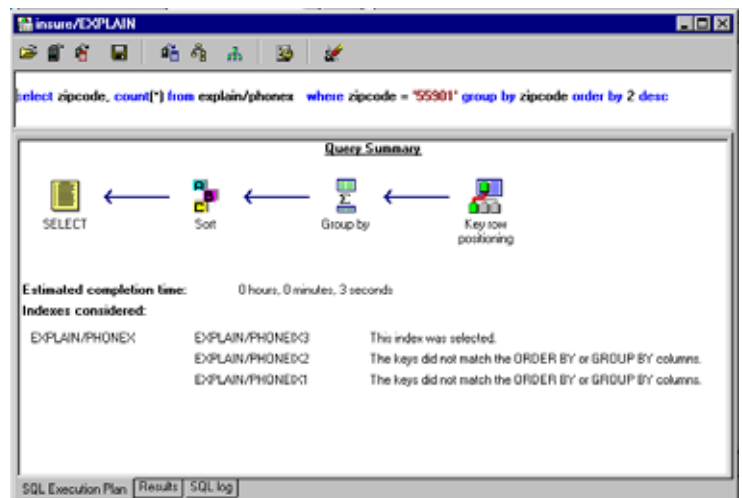 insure/EXPLAIN
select zipcode, count(*) from explain/phonex where zipcode = '55901' group by zipcode order by 2 desc
Query Summary
SELECT
Sort
Group by
Key row
positioning
Estimated completion time: 0 hours, 0 minutes, 3 seconds
Indexes considered:
EXPLAIN/PHONEX EXPLAIN/PHONEIX3 This index was selected.
EXPLAIN/PHONEIX2 The keys did not match the ORDER BY or GROUP BY columns.
EXPLAIN/PHONEIX1 The keys did not match the ORDER BY or GROUP BY columns.
SQL Execution Plan Results SQL log